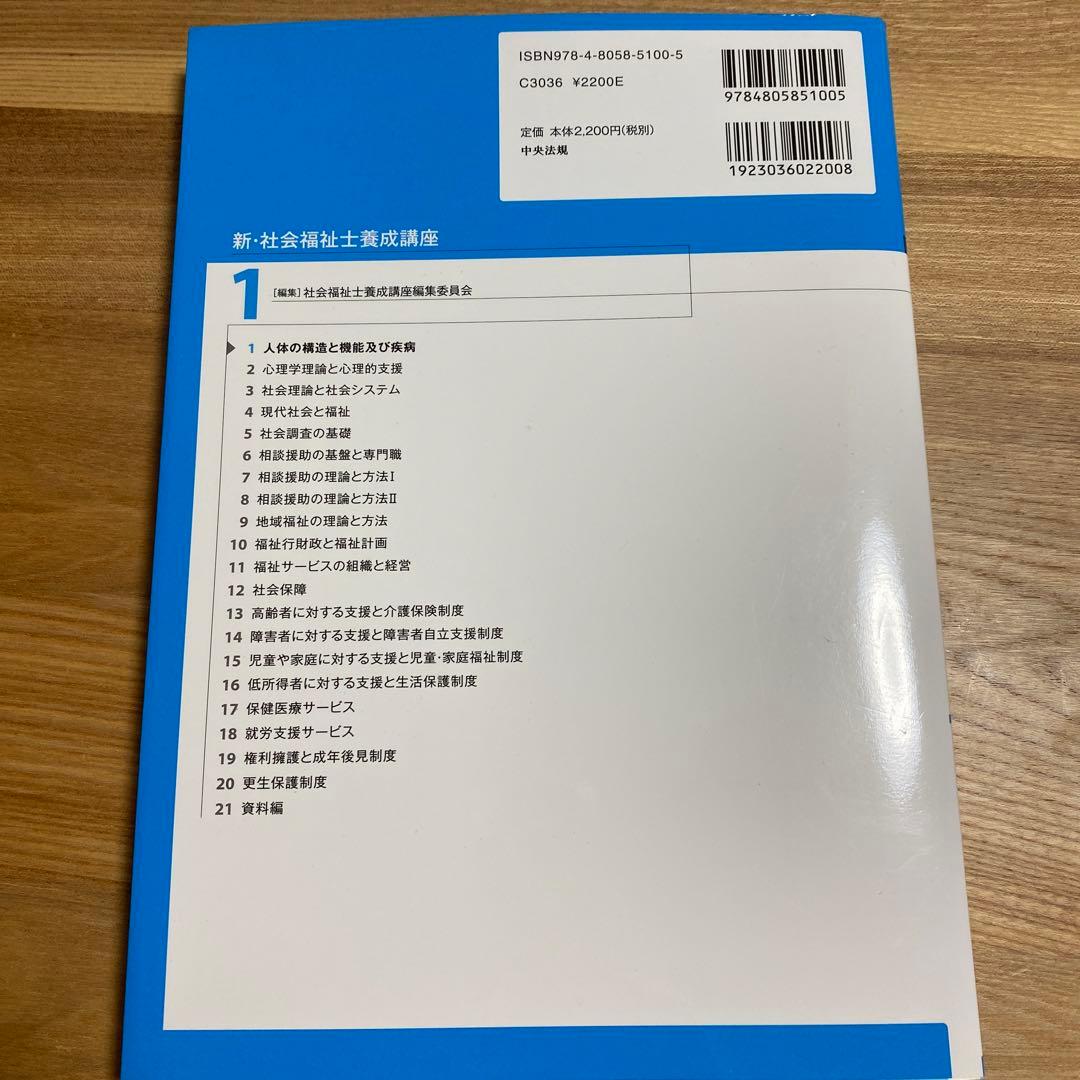 ISBN978-4-8058-5100-5
C3036 ¥2200E
9784805851005
定価 本体2,200円(税別)
中央法規
1923036022008
新・社会福祉士養成講座
1
[編集]社会福祉士養成講座編集委員会
1 人体の構造と機能及び疾病
2 心理学理論と心理的支援
3 社会理論と社会システム
4 現代社会と福祉
5 社会調査の基礎
6 相談援助の基盤と専門職
7 相談援助の理論と方法Ⅰ
8 相談援助の理論と方法Ⅱ
9 地域福祉の理論と方法
10 福祉行財政と福祉計画
11 福祉サービスの組織と経営
12 社会保障
13 高齢者に対する支援と介護保険制度
14 障害者に対する支援と障害者自立支援制度
15 児童や家庭に対する支援と児童・家庭福祉制度
16 低所得者に対する支援と生活保護制度
17 保健医療サービス
18 就労支援サービス
19 権利擁護と成年後見制度
20 更生保護制度
21 資料編